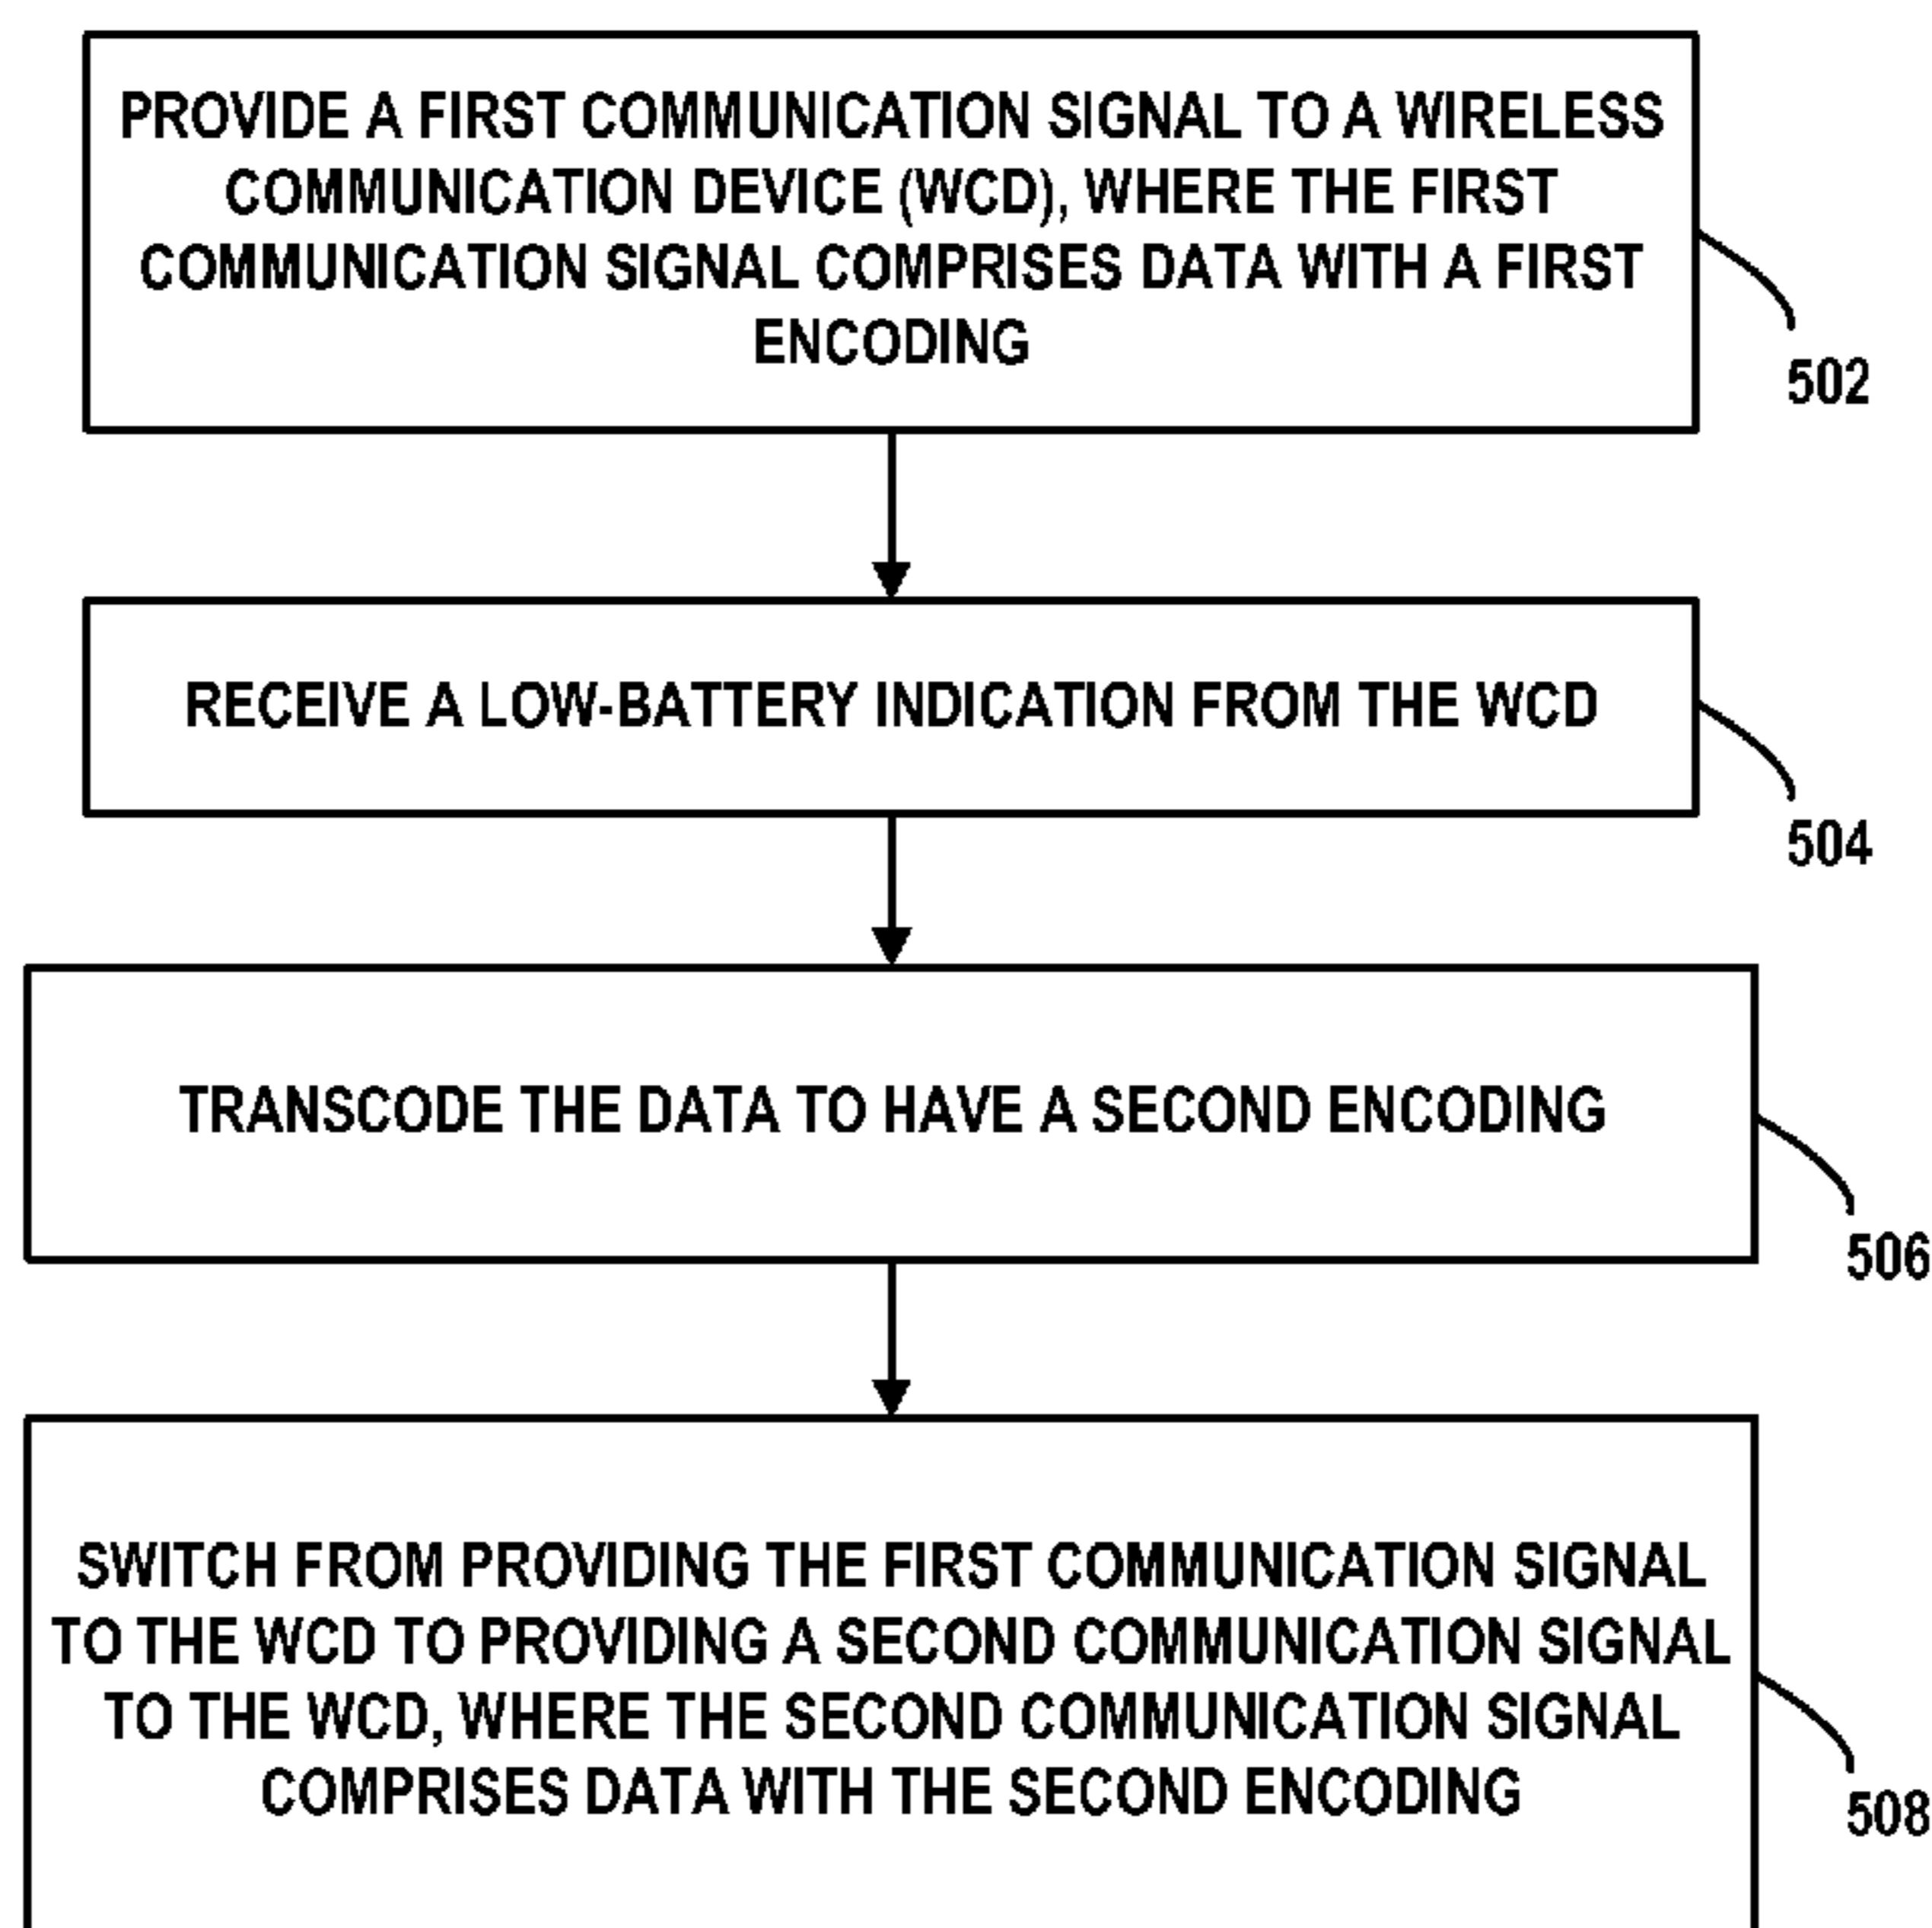 PROVIDE A FIRST COMMUNICATION SIGNAL TO A WIRELESS
COMMUNICATION DEVICE (WCD), WHERE THE FIRST
COMMUNICATION SIGNAL COMPRISES DATA WITH A FIRST
ENCODING
502
RECEIVE A LOW-BATTERY INDICATION FROM THE WCD
504
TRANSCODE THE DATA TO HAVE A SECOND ENCODING
506
SWITCH FROM PROVIDING THE FIRST COMMUNICATION SIGNAL
TO THE WCD TO PROVIDING A SECOND COMMUNICATION SIGNAL
TO THE WCD, WHERE THE SECOND COMMUNICATION SIGNAL
COMPRISES DATA WITH THE SECOND ENCODING
508